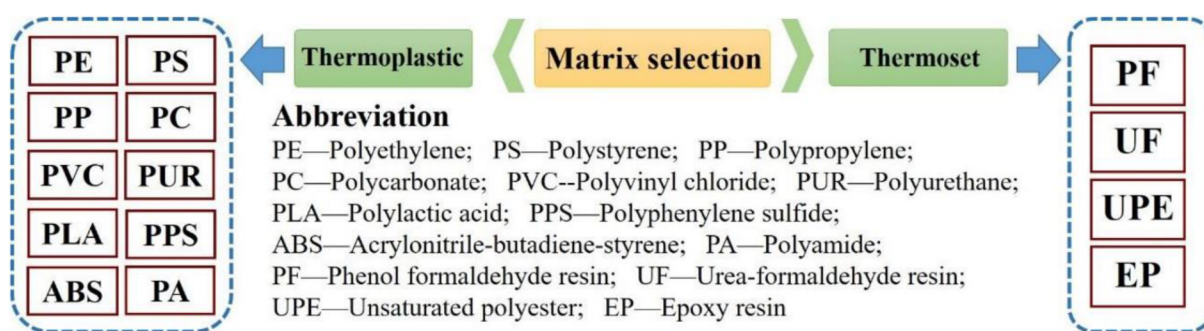 PE PS
PP PC
PVC PUR
PLA PPS
ABS PA
Thermoplastic
Matrix selection
Thermoset
Abbreviation
PE—Polyethylene; PS—Polystyrene; PP—Polypropylene;
PC—Polycarbonate; PVC--Polyvinyl chloride; PUR—Polyurethane;
PLA—Polylactic acid; PPS—Polyphenylene sulfide;
ABS—Acrylonitrile-butadiene-styrene; PA—Polyamide;
PF—Phenol formaldehyde resin; UF—Urea-formaldehyde resin;
UPE—Unsaturated polyester; EP—Epoxy resin
PF
UF
UPE
EP